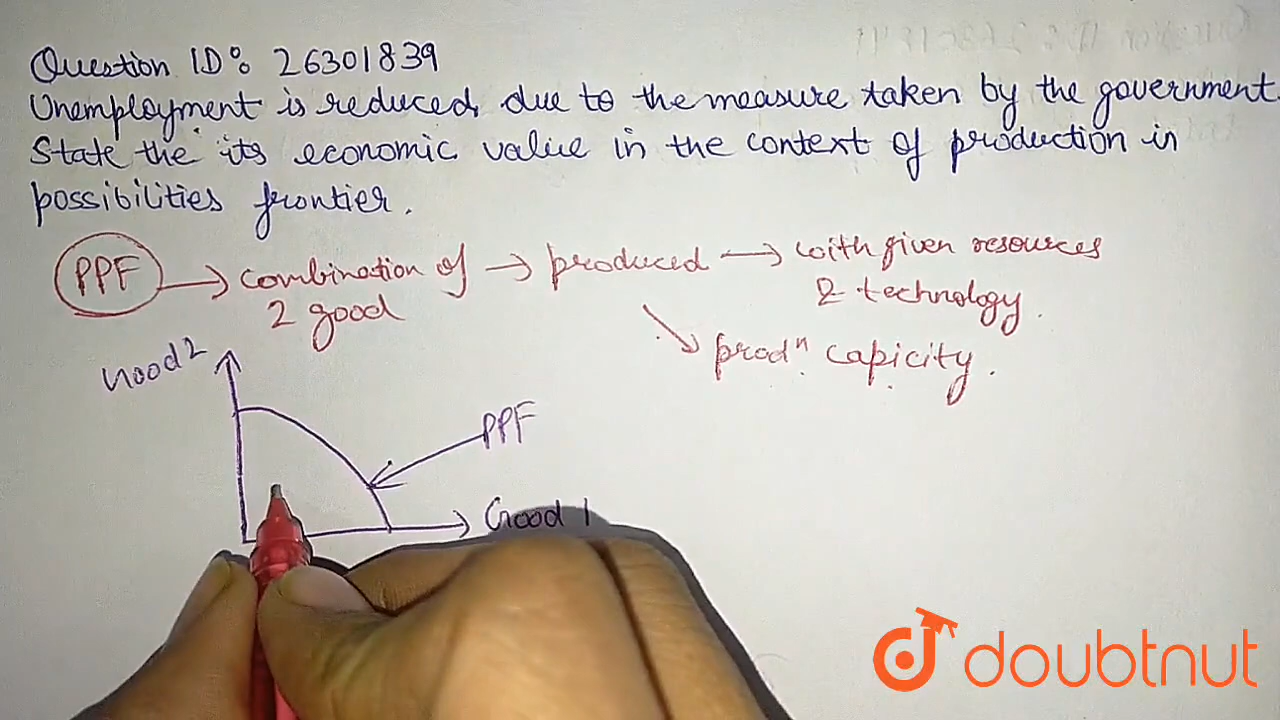 Question ID: 26301839
Unemployment is reduced, due to the measure taken by the government.
State the its economic value in the context of production in
possibilities frontier.
PPF → combination of → produced → with given resources
2 good & technology.
↘ prodⁿ capicity.
Good 2
PPF
Good 1
doubtnut